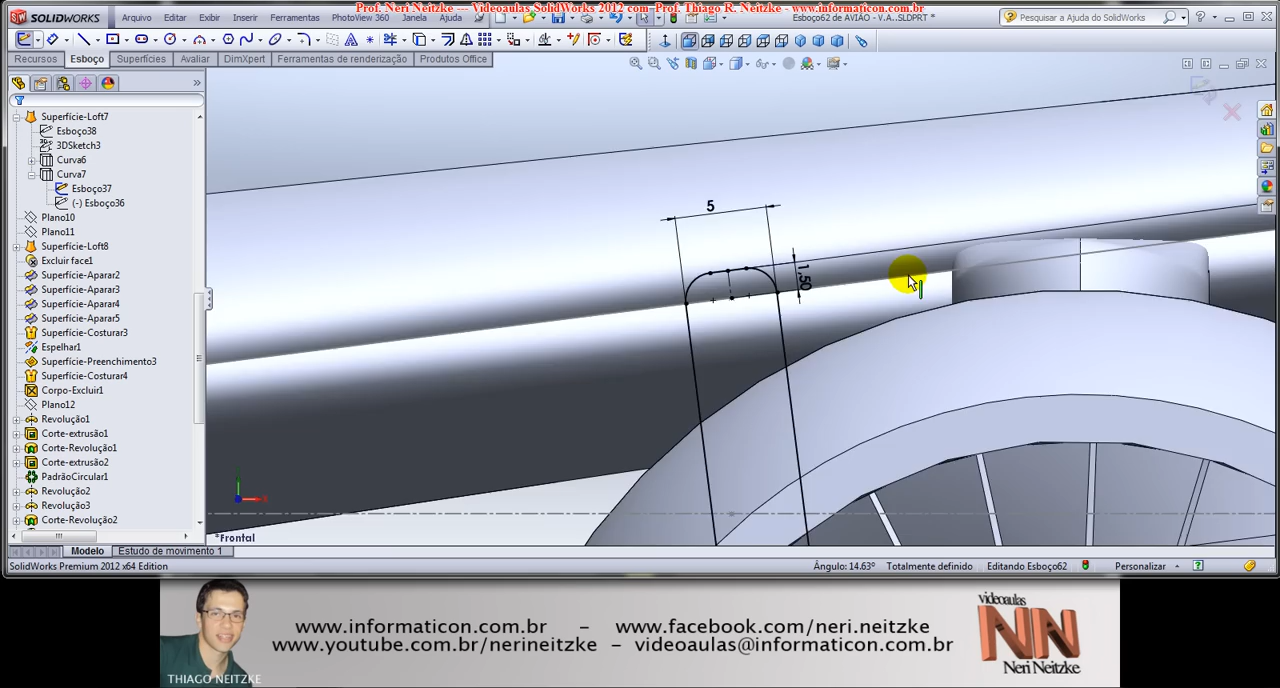 Prof. Neri Neitzke --- Videoaulas SolidWorks 2012 com Prof. Thiago R. Neitzke - www.informaticon.com.br
SOLIDWORKS
Arquivo Editar Exibir Inserir Ferramentas PhotoView 360 Janela Ajuda
Esboço62 de AVIÃO - V.A..SLDPRT *
Pesquisar a Ajuda do SolidWorks
Recursos Esboço Superfícies Avaliar DimXpert Ferramentas de renderização Produtos Office
Superfície-Loft7
Esboço38
3DSketch3
Curva6
Curva7
Esboço37
(-) Esboço36
Plano10
Plano11
Superfície-Loft8
Excluir face1
Superfície-Aparar2
Superfície-Aparar3
Superfície-Aparar4
Superfície-Aparar5
Superfície-Costurar3
Espelhar1
Superfície-Preenchimento3
Superfície-Costurar4
Corpo-Excluir1
Plano12
Revolução1
Corte-extrusão1
Corte-Revolução1
Corte-extrusão2
PadrãoCircular1
Revolução2
Revolução3
Corte-Revolução2
5
1,50
*Frontal
Modelo Estudo de movimento 1
SolidWorks Premium 2012 x64 Edition
Ângulo: 14.63° Totalmente definido Editando Esboço62 Personalizar
www.informaticon.com.br - www.facebook.com/neri.neitzke
www.youtube.com.br/nerineitzke - videoaulas@informaticon.com.br
THIAGO NEITZKE
videoaulas
NN
Neri Neitzke